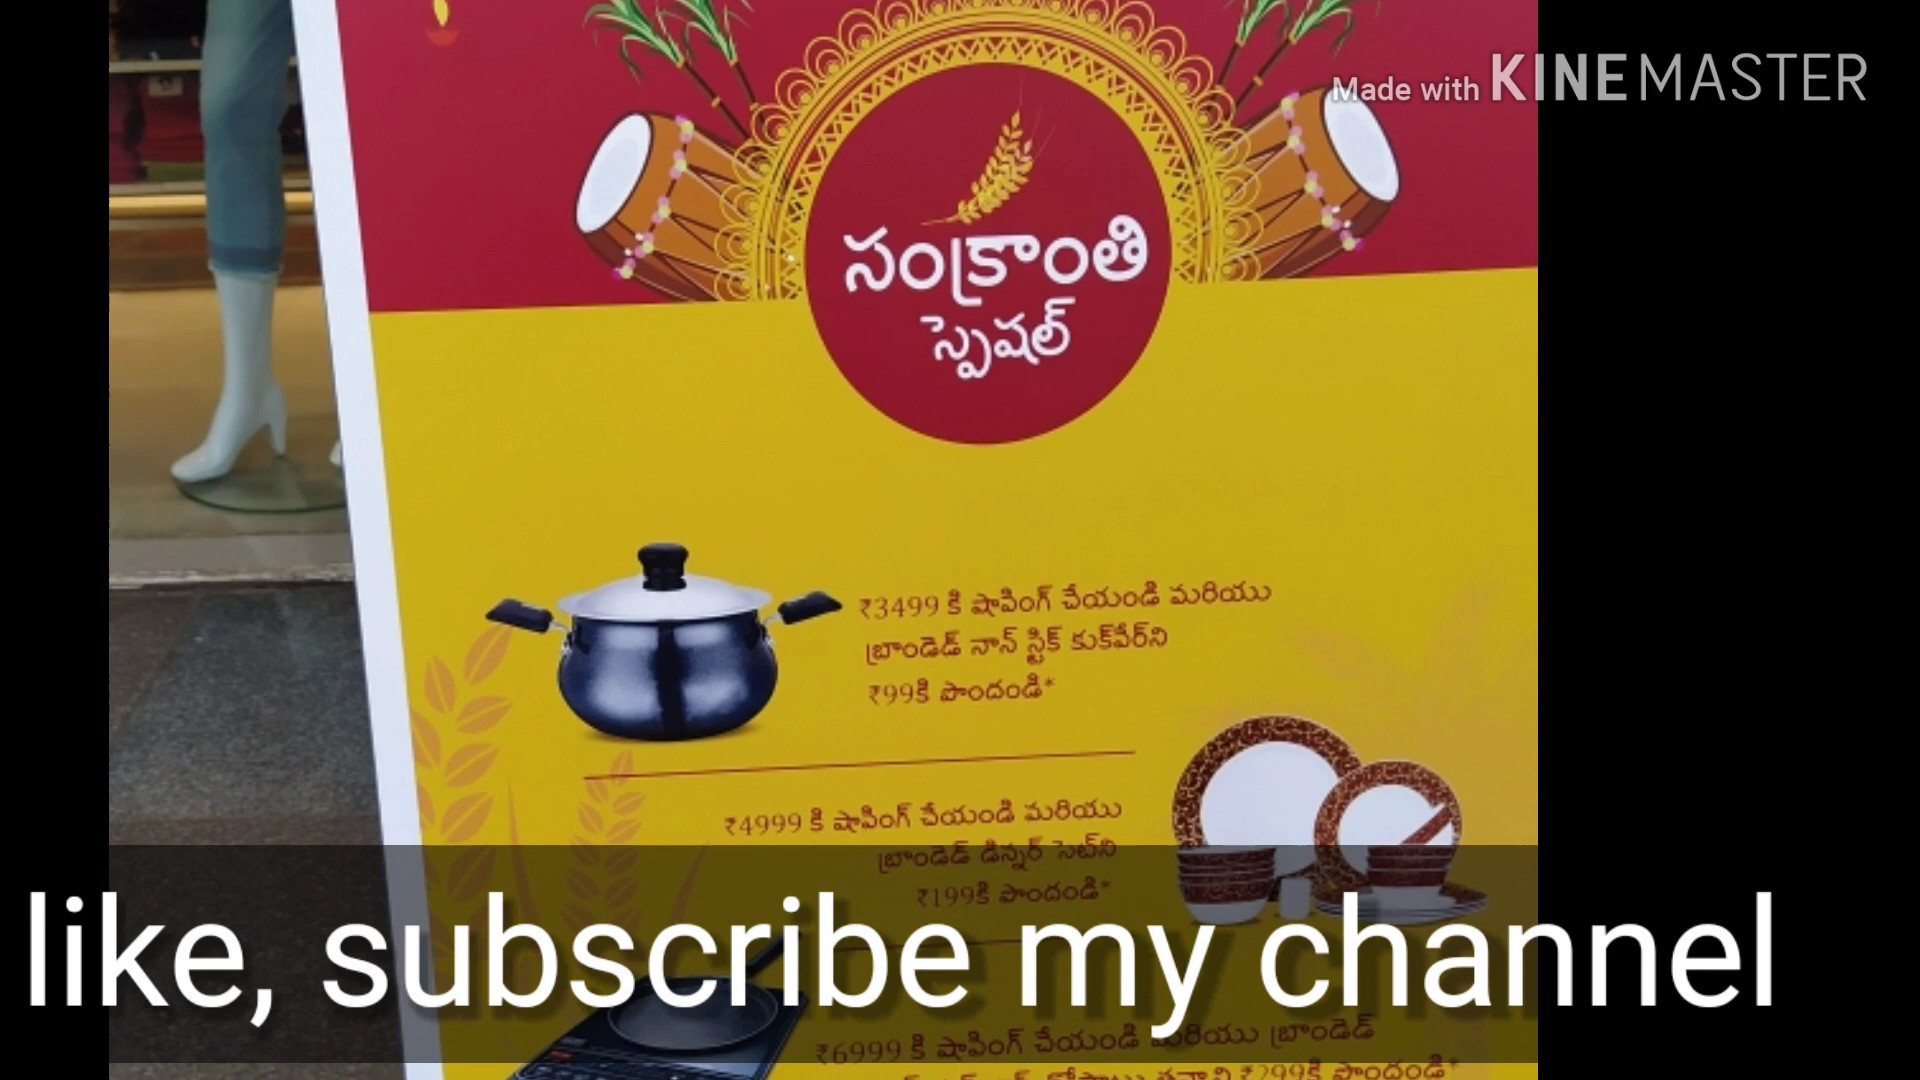 Made with KINEMASTER
సంక్రాంతి
స్పెషల్
₹3499 కి షాపింగ్ చేయండి మరియు
బ్రాండెడ్ నాన్ స్టిక్ కుక్‌వేర్‌ని
₹99కి పొందండి*
₹4999 కి షాపింగ్ చేయండి మరియు
బ్రాండెడ్ డిన్నర్ సెట్‌ని
₹199కి పొందండి*
like, subscribe my channel
₹6999 కి షాపింగ్ చేయండి మరియు బ్రాండెడ్
₹299కి పొందండి*